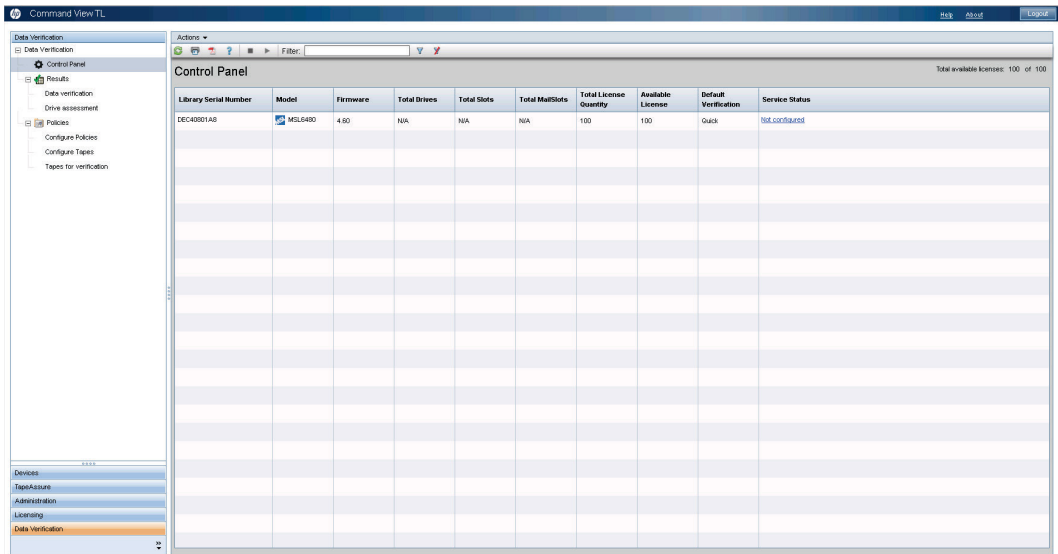 hp Command View TL Help About Logout
Data Verification
Data Verification
Control Panel
Results
Data verification
Drive assessment
Policies
Configure Policies
Configure Tapes
Tapes for verification
Devices
TapeAssure
Administration
Licensing
Data Verification
Actions
Filter:
Control Panel
Total available licenses: 100 of 100
Library Serial Number Model Firmware Total Drives Total Slots Total MailSlots Total License Quantity Available License Default Verification Service Status
DEC40801A8 MSL6480 4.60 N/A N/A N/A 100 100 Quick Not configured